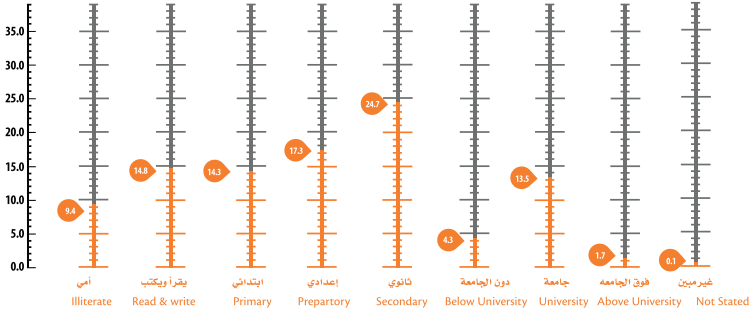 35.0
30.0
25.0
20.0
15.0
10.0
5.0
0.0
9.4
14.8
14.3
17.3
24.7
4.3
13.5
1.7
0.1
أمي
يقرأ ويكتب
ابتدائي
إعدادي
ثانوي
دون الجامعة
جامعة
فوق الجامعه
غير مبين
Illiterate
Read & write
Primary
Prepartory
Secondary
Below University
University
Above University
Not Stated